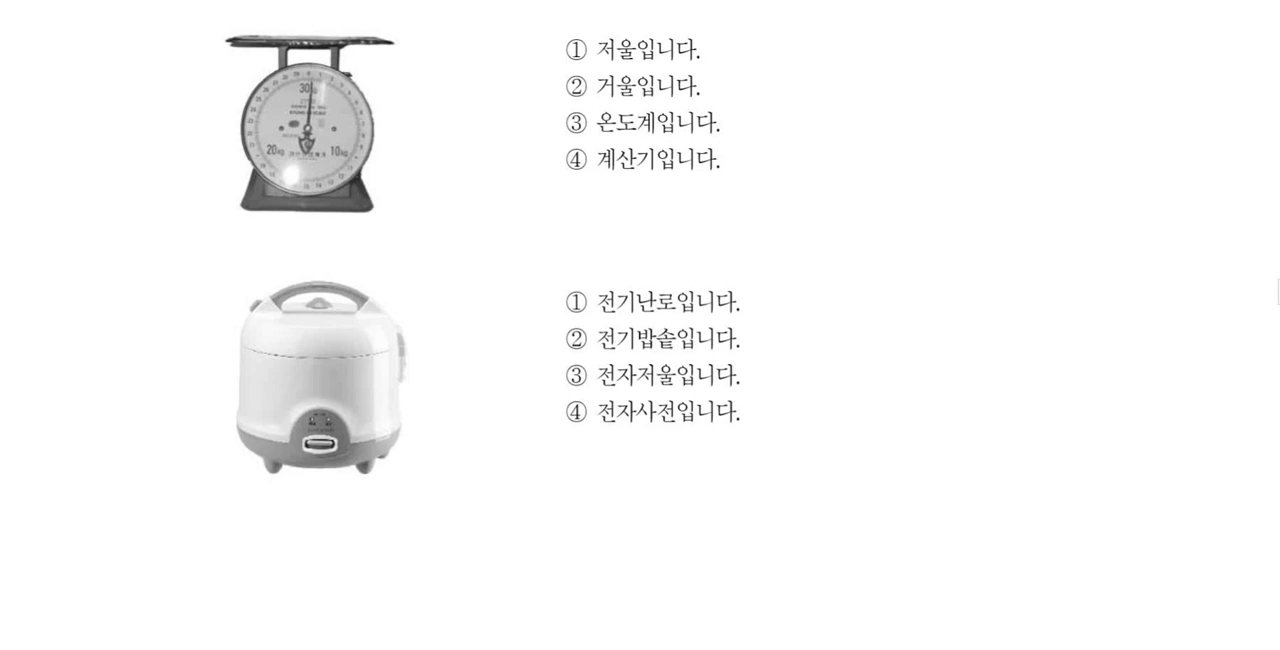 30kg
20kg
10kg
① 저울입니다.
② 거울입니다.
③ 온도계입니다.
④ 계산기입니다.
① 전기난로입니다.
② 전기밥솥입니다.
③ 전자저울입니다.
④ 전자사전입니다.